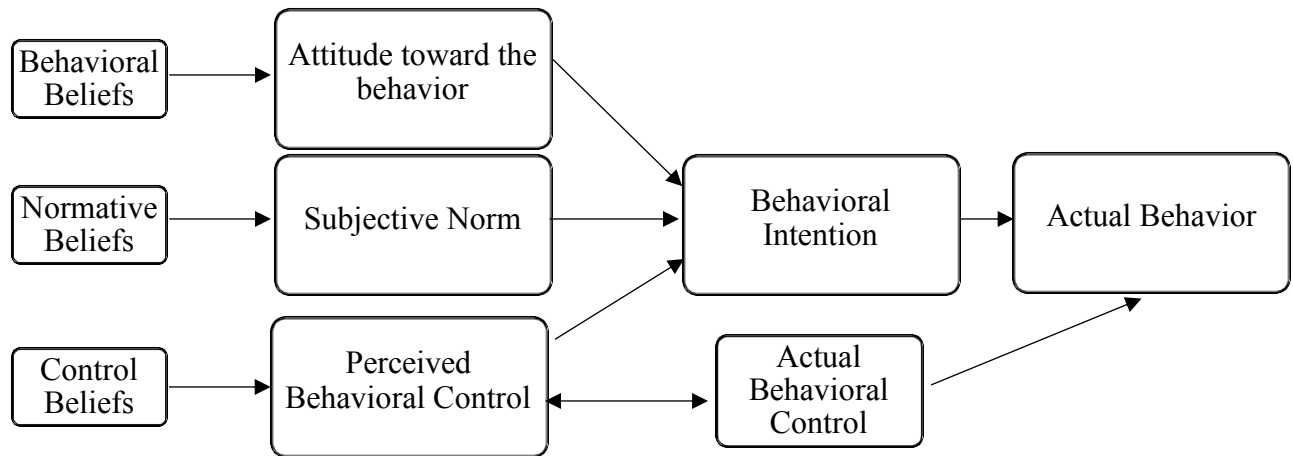 Behavioral
Beliefs
Attitude toward the
behavior
Normative
Beliefs
Subjective Norm
Behavioral
Intention
Actual Behavior
Control
Beliefs
Perceived
Behavioral Control
Actual
Behavioral
Control